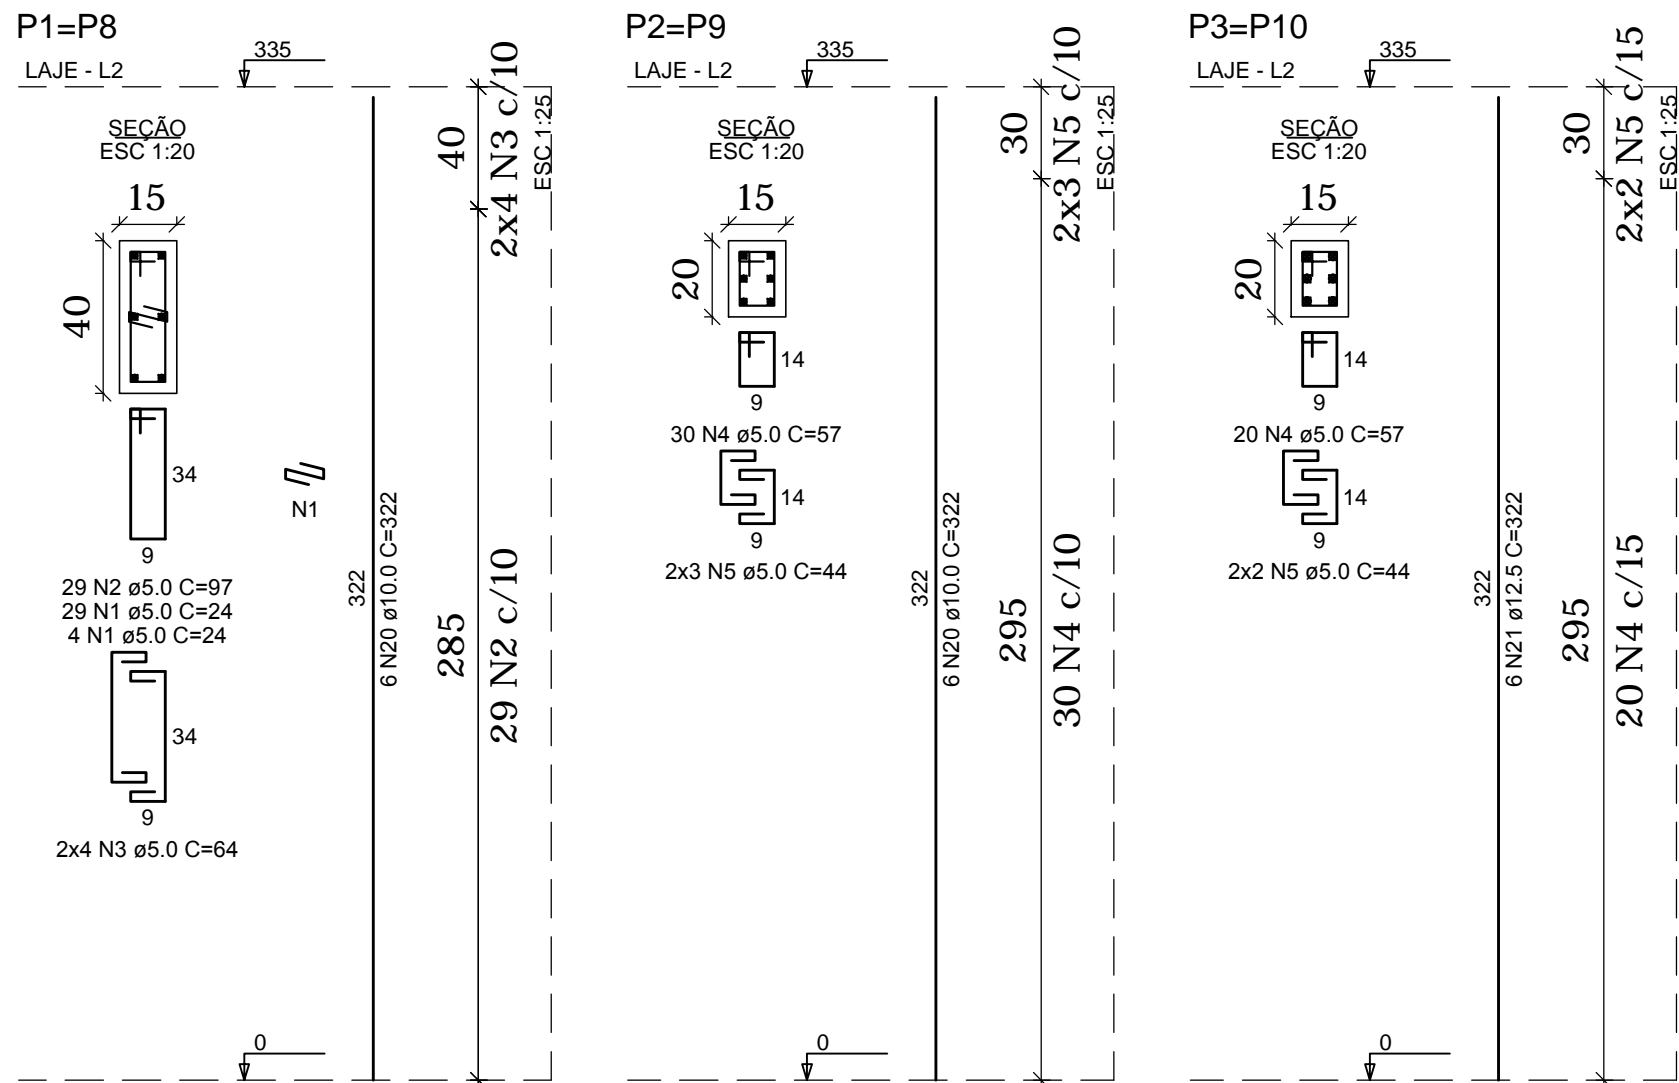 P1=P8
335
LAJE - L2
SEÇÃO
ESC 1:20
15
40
34
9
29 N2 ø5.0 C=97
29 N1 ø5.0 C=24
4 N1 ø5.0 C=24
34
9
2x4 N3 ø5.0 C=64
N1
322
6 N20 ø10.0 C=322
40
2x4 N3 c/10
285
29 N2 c/10
ESC 1:25
0
P2=P9
335
LAJE - L2
SEÇÃO
ESC 1:20
15
20
14
9
30 N4 ø5.0 C=57
14
9
2x3 N5 ø5.0 C=44
322
6 N20 ø10.0 C=322
30
2x3 N5 c/10
295
30 N4 c/10
ESC 1:25
0
P3=P10
335
LAJE - L2
SEÇÃO
ESC 1:20
15
20
14
9
20 N4 ø5.0 C=57
14
9
2x2 N5 ø5.0 C=44
322
6 N21 ø12.5 C=322
30
2x2 N5 c/15
295
20 N4 c/15
ESC 1:25
0